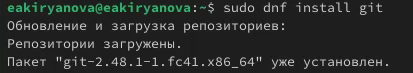 eakiryanova@eakiryanova:~$ sudo dnf install git
Обновление и загрузка репозиториев:
Репозитории загружены.
Пакет "git-2.48.1-1.fc41.x86_64" уже установлен.